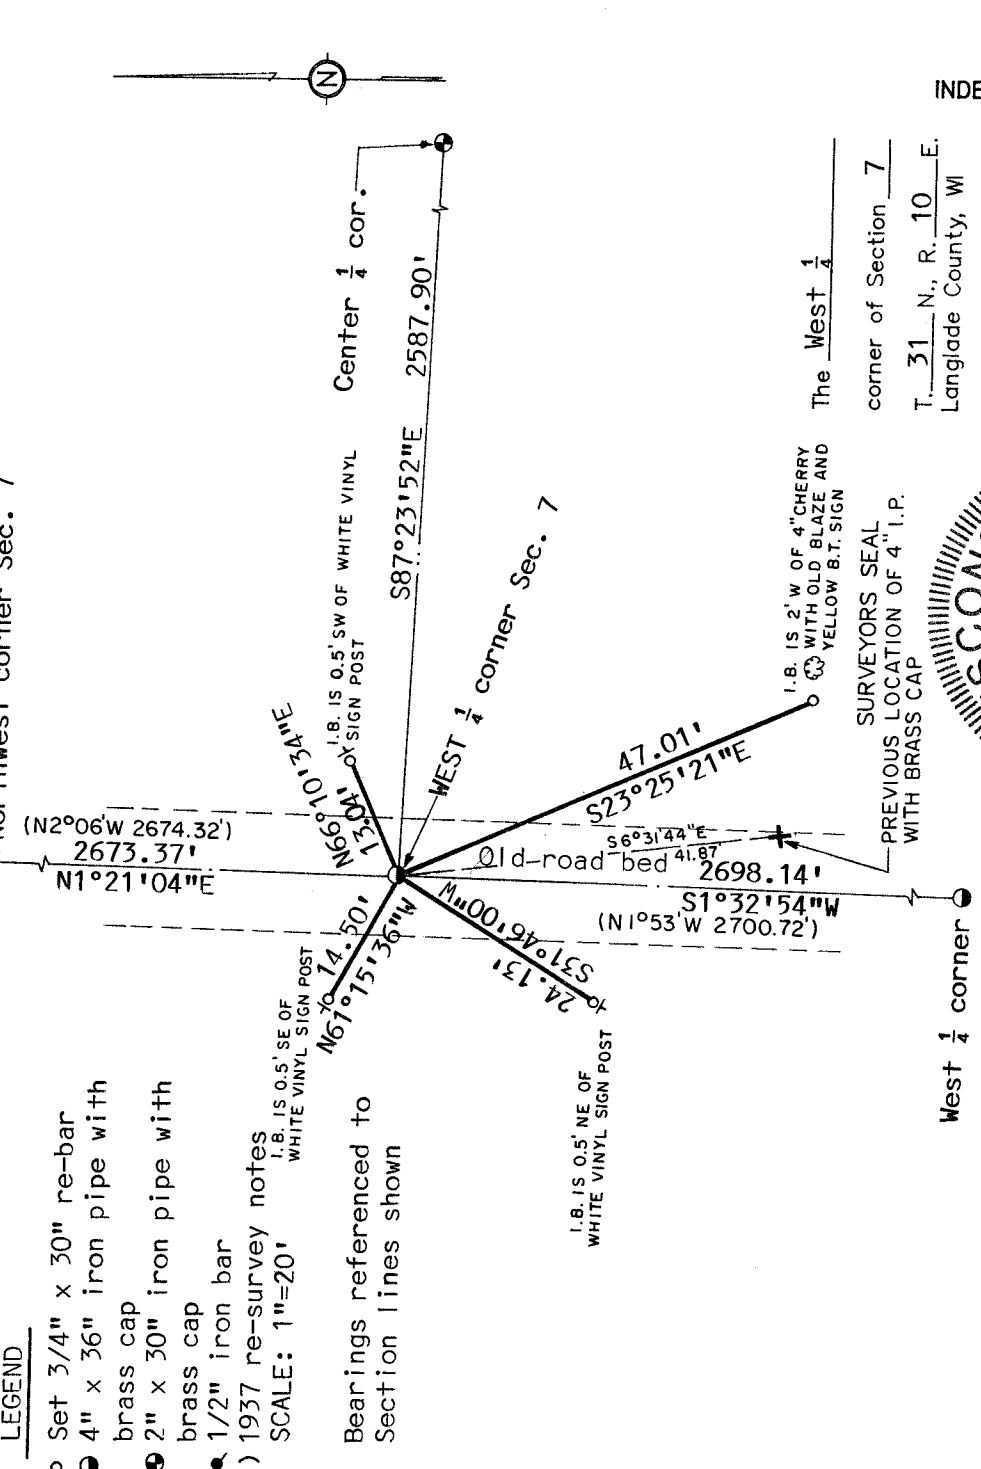 N
INDE
Center 1/4 cor.
S87°23'52"E 2587.90'
The West 1/4
corner of Section 7
T. 31 N., R. 10 E.
Langlade County, WI
corner Sec. 7
I.B. IS 0.5' SW OF WHITE VINYL
SIGN POST
N66°10'34"E
13.04'
WEST 1/4 corner Sec. 7
47.01'
S23°25'21"E
I.B. IS 2' W OF 4" CHERRY
WITH OLD BLAZE AND
YELLOW B.T. SIGN
SURVEYORS SEAL
PREVIOUS LOCATION OF 4" I.P.
WITH BRASS CAP
(N2°06'W 2674.32')
2673.37'
N1°21'04"E
Old road bed
S6°31'44"E
41.87'
2698.14'
S1°32'54"W
(N1°53'W 2700.72')
14.50'
N61°15'36"W
S31°46'00"W
24.13'
I.B. IS 0.5' SE OF
WHITE VINYL SIGN POST
I.B. IS 0.5' NE OF
WHITE VINYL SIGN POST
West 1/4 corner
LEGEND
Set 3/4" x 30" re-bar
4" x 36" iron pipe with
brass cap
2" x 30" iron pipe with
brass cap
1/2" iron bar
) 1937 re-survey notes
SCALE: 1"=20'
Bearings referenced to
Section lines shown